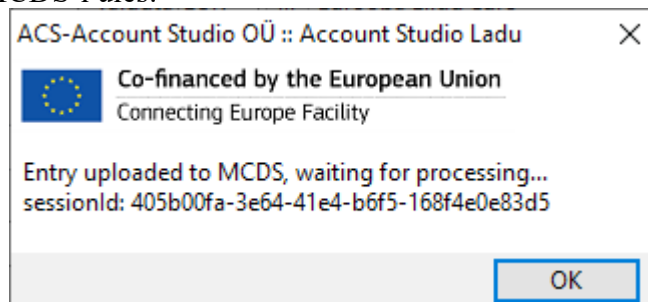 ACS-Account Studio OÜ :: Account Studio Ladu
Co-financed by the European Union
Connecting Europe Facility
Entry uploaded to MCDS, waiting for processing...
sessionId: 405b00fa-3e64-41e4-b6f5-168f4e0e83d5
OK